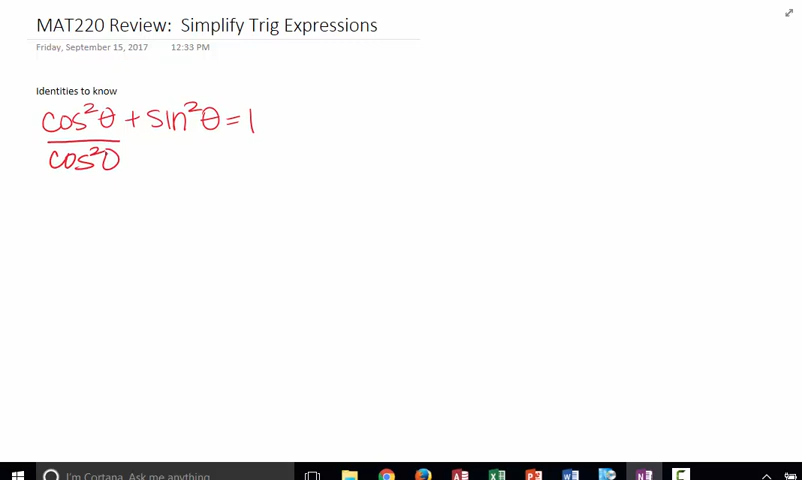 MAT220 Review: Simplify Trig Expressions
Friday, September 15, 2017 12:33 PM
Identities to know
cos²θ + sin²θ = 1
cos²θ
I'm Cortana. Ask me anything.